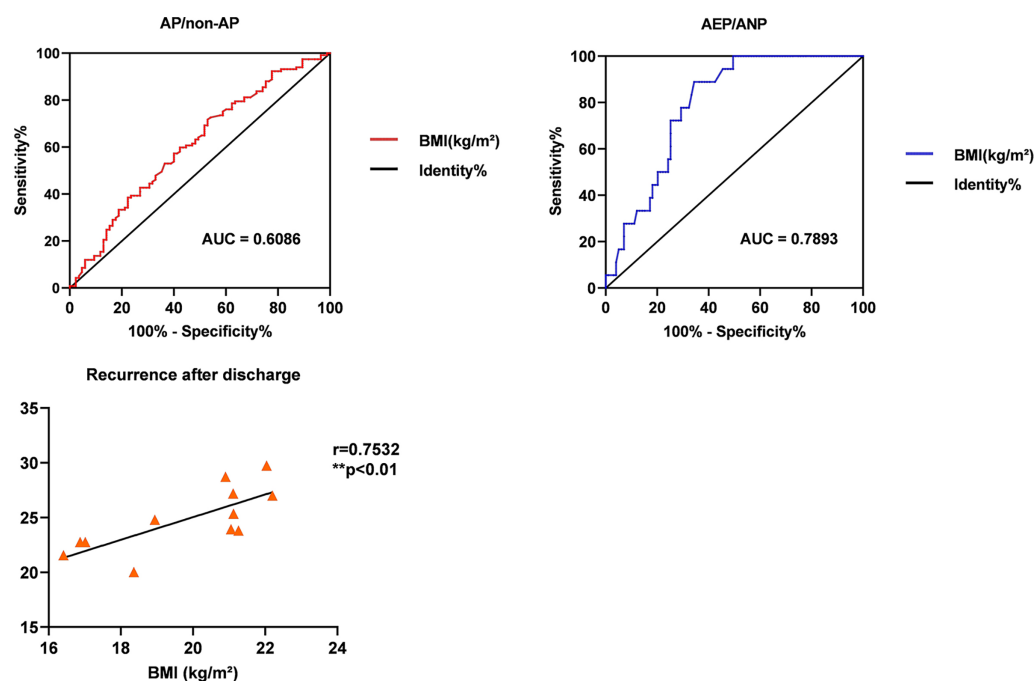 AP/non-AP
100
80
60
40
20
0
Sensitivity%
0 20 40 60 80 100
100% - Specificity%
AUC = 0.6086
BMI(kg/m²)
Identity%
AEP/ANP
100
80
60
40
20
0
Sensitivity%
0 20 40 60 80 100
100% - Specificity%
AUC = 0.7893
BMI(kg/m²)
Identity%
Recurrence after discharge
35
30
25
20
15
16 18 20 22 24
BMI (kg/m²)
r=0.7532
**p<0.01